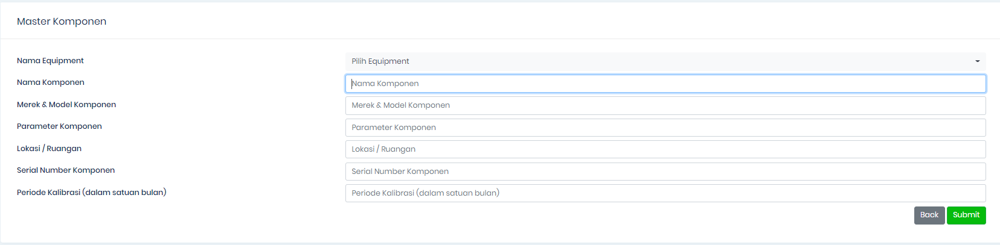 Master Komponen
Nama Equipment
Pilih Equipment
Nama Komponen
Nama Komponen
Merek & Model Komponen
Merek & Model Komponen
Parameter Komponen
Parameter Komponen
Lokasi / Ruangan
Lokasi / Ruangan
Serial Number Komponen
Serial Number Komponen
Periode Kalibrasi (dalam satuan bulan)
Periode Kalibrasi (dalam satuan bulan)
Back
Submit